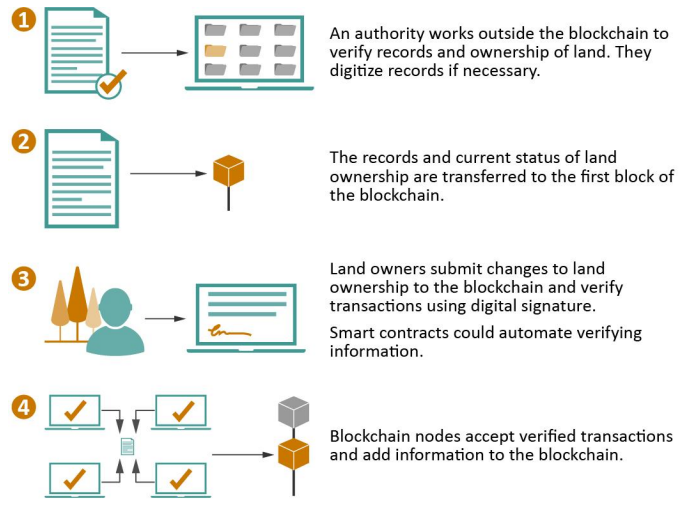 1
An authority works outside the blockchain to
verify records and ownership of land. They
digitize records if necessary.
2
The records and current status of land
ownership are transferred to the first block of
the blockchain.
3
Land owners submit changes to land
ownership to the blockchain and verify
transactions using digital signature.
Smart contracts could automate verifying
information.
4
Blockchain nodes accept verified transactions
and add information to the blockchain.